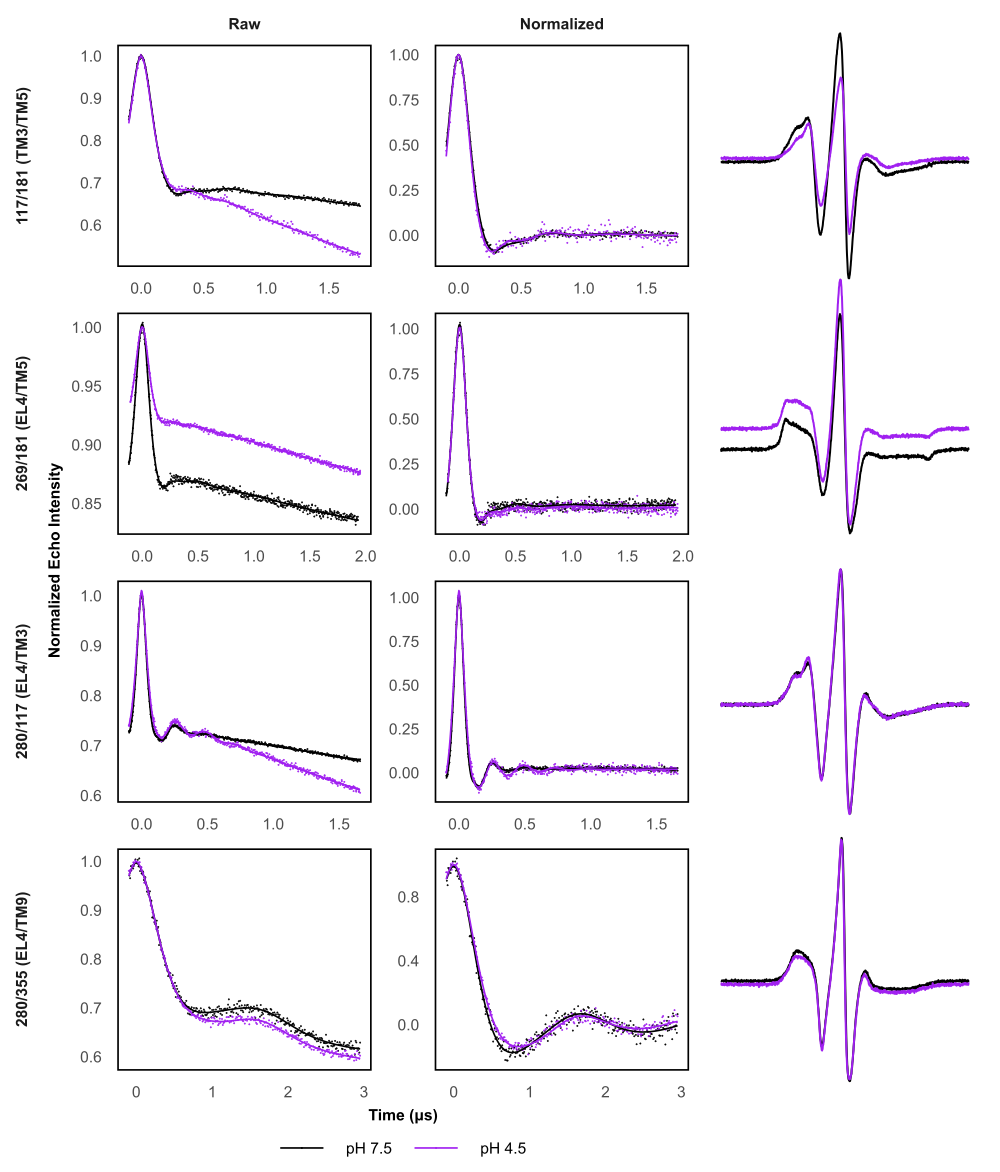 Raw Normalized
117/181 (TM3/TM5)
1.0
0.9
0.8
0.7
0.6
0.0 0.5 1.0 1.5
1.00
0.75
0.50
0.25
0.00
0.0 0.5 1.0 1.5
269/181 (EL4/TM5)
1.00
0.95
0.90
0.85
0.0 0.5 1.0 1.5 2.0
1.00
0.75
0.50
0.25
0.00
0.0 0.5 1.0 1.5 2.0
Normalized Echo Intensity
280/117 (EL4/TM3)
1.0
0.9
0.8
0.7
0.6
0.0 0.5 1.0 1.5
1.00
0.75
0.50
0.25
0.00
0.0 0.5 1.0 1.5
280/355 (EL4/TM9)
1.0
0.9
0.8
0.7
0.6
0 1 2 3
0.8
0.4
0.0
0 1 2 3
Time (μs)
pH 7.5 pH 4.5